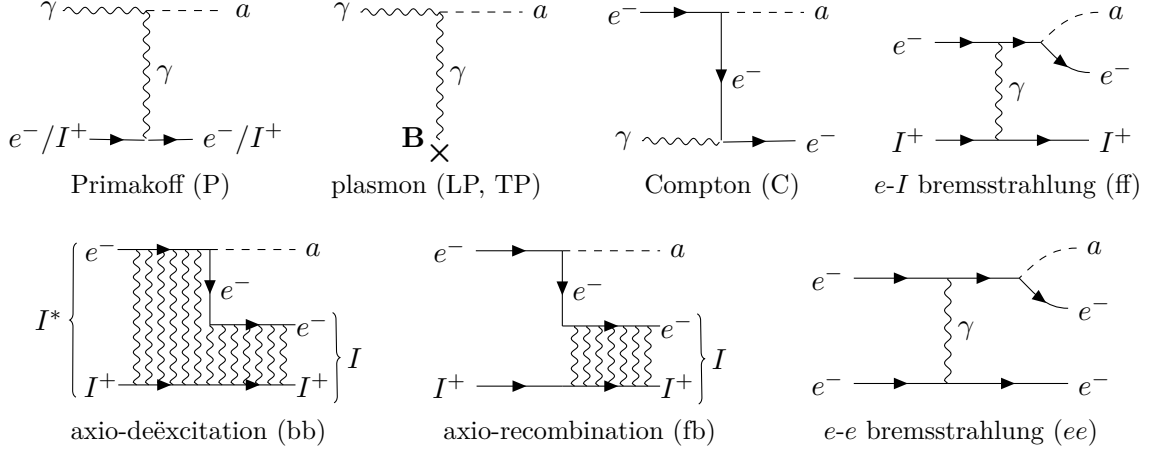 γ a γ a e⁻ a a
γ γ e⁻ e⁻ γ e⁻
e⁻/I⁺ e⁻/I⁺ B γ e⁻ I⁺ I⁺
Primakoff (P) plasmon (LP, TP) Compton (C) e-I bremsstrahlung (ff)
e⁻ a e⁻ a a
I* e⁻ e⁻ e⁻ e⁻ e⁻ e⁻
I I γ
I⁺ I⁺ I⁺ I⁺ e⁻ e⁻
axio-deëxcitation (bb) axio-recombination (fb) e-e bremsstrahlung (ee)